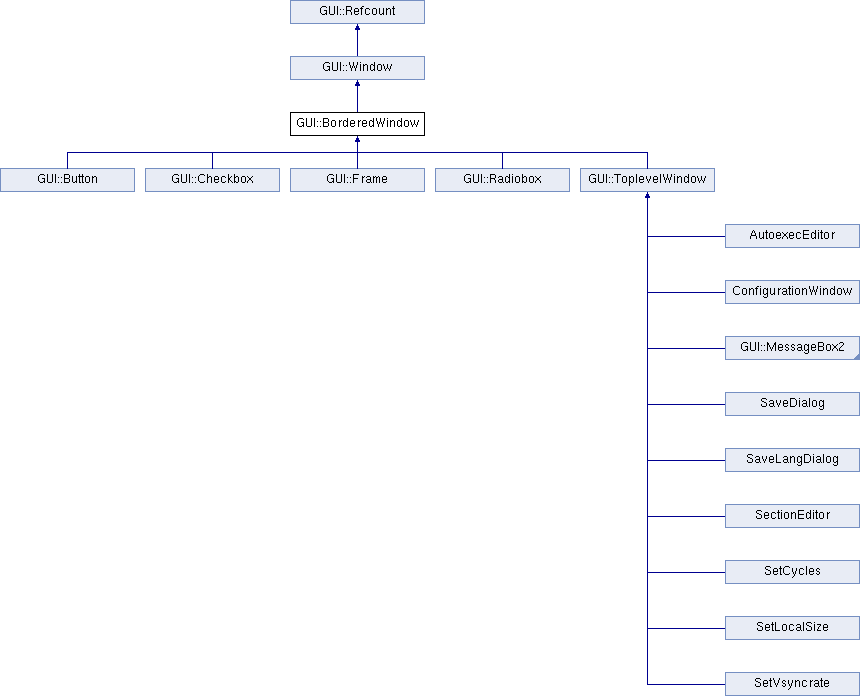 GUI::Refcount
GUI::Window
GUI::BorderedWindow
GUI::Button
GUI::Checkbox
GUI::Frame
GUI::Radiobox
GUI::ToplevelWindow
AutoexecEditor
ConfigurationWindow
GUI::MessageBox2
SaveDialog
SaveLangDialog
SectionEditor
SetCycles
SetLocalSize
SetVsyncrate